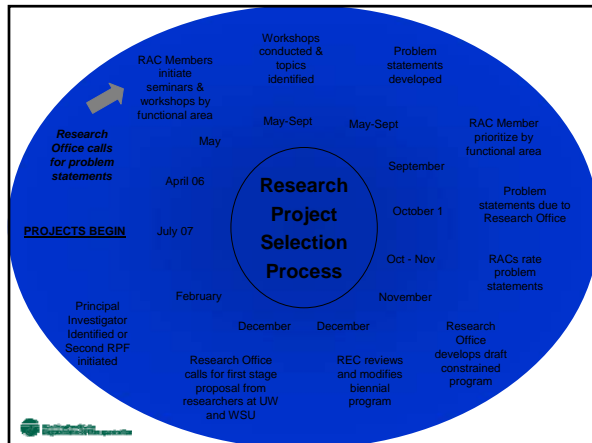 RAC Members
initiate
seminars &
workshops by
functional area
Workshops
conducted &
topics
identified
Problem
statements
developed
Research
Office calls
for problem
statements
May
May-Sept
May-Sept
RAC Member
prioritize by
functional area
April 06
September
Research
Project
Selection
Process
October 1
Problem
statements due to
Research Office
PROJECTS BEGIN
July 07
Oct - Nov
RACs rate
problem
statements
February
November
Principal
Investigator
Identified or
Second RPF
initiated
December
December
Research
Office
develops draft
constrained
program
Research Office
calls for first stage
proposal from
researchers at UW
and WSU
REC reviews
and modifies
biennial
program